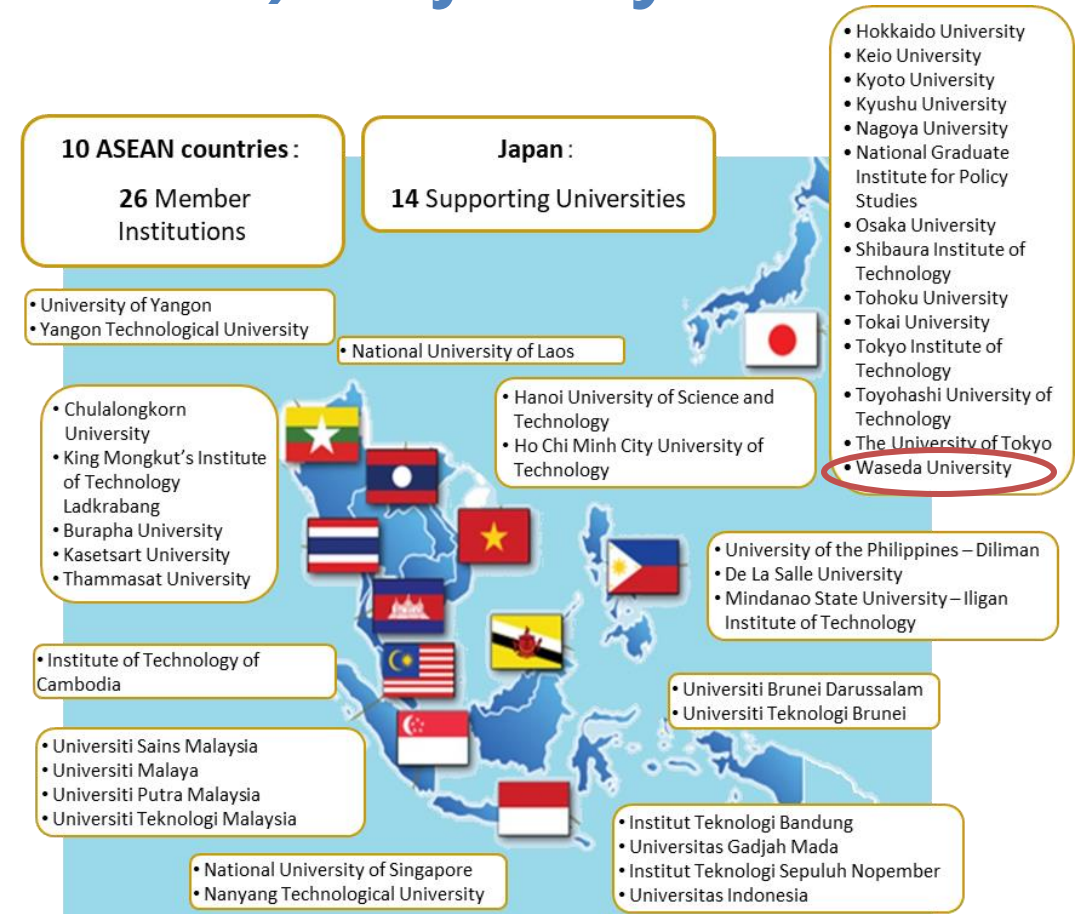 10 ASEAN countries:
26 Member
Institutions
Japan:
14 Supporting Universities
• Hokkaido University
• Keio University
• Kyoto University
• Kyushu University
• Nagoya University
• National Graduate
Institute for Policy
Studies
• Osaka University
• Shibaura Institute of
Technology
• Tohoku University
• Tokai University
• Tokyo Institute of
Technology
• Toyohashi University of
Technology
• The University of Tokyo
• Waseda University
• University of Yangon
• Yangon Technological University
• National University of Laos
• Hanoi University of Science and
Technology
• Ho Chi Minh City University of
Technology
• Chulalongkorn
University
• King Mongkut's Institute
of Technology
Ladkrabang
• Burapha University
• Kasetsart University
• Thammasat University
• University of the Philippines – Diliman
• De La Salle University
• Mindanao State University – Iligan
Institute of Technology
• Institute of Technology of
Cambodia
• Universiti Brunei Darussalam
• Universiti Teknologi Brunei
• Universiti Sains Malaysia
• Universiti Malaya
• Universiti Putra Malaysia
• Universiti Teknologi Malaysia
• Institut Teknologi Bandung
• Universitas Gadjah Mada
• Institut Teknologi Sepuluh Nopember
• Universitas Indonesia
• National University of Singapore
• Nanyang Technological University